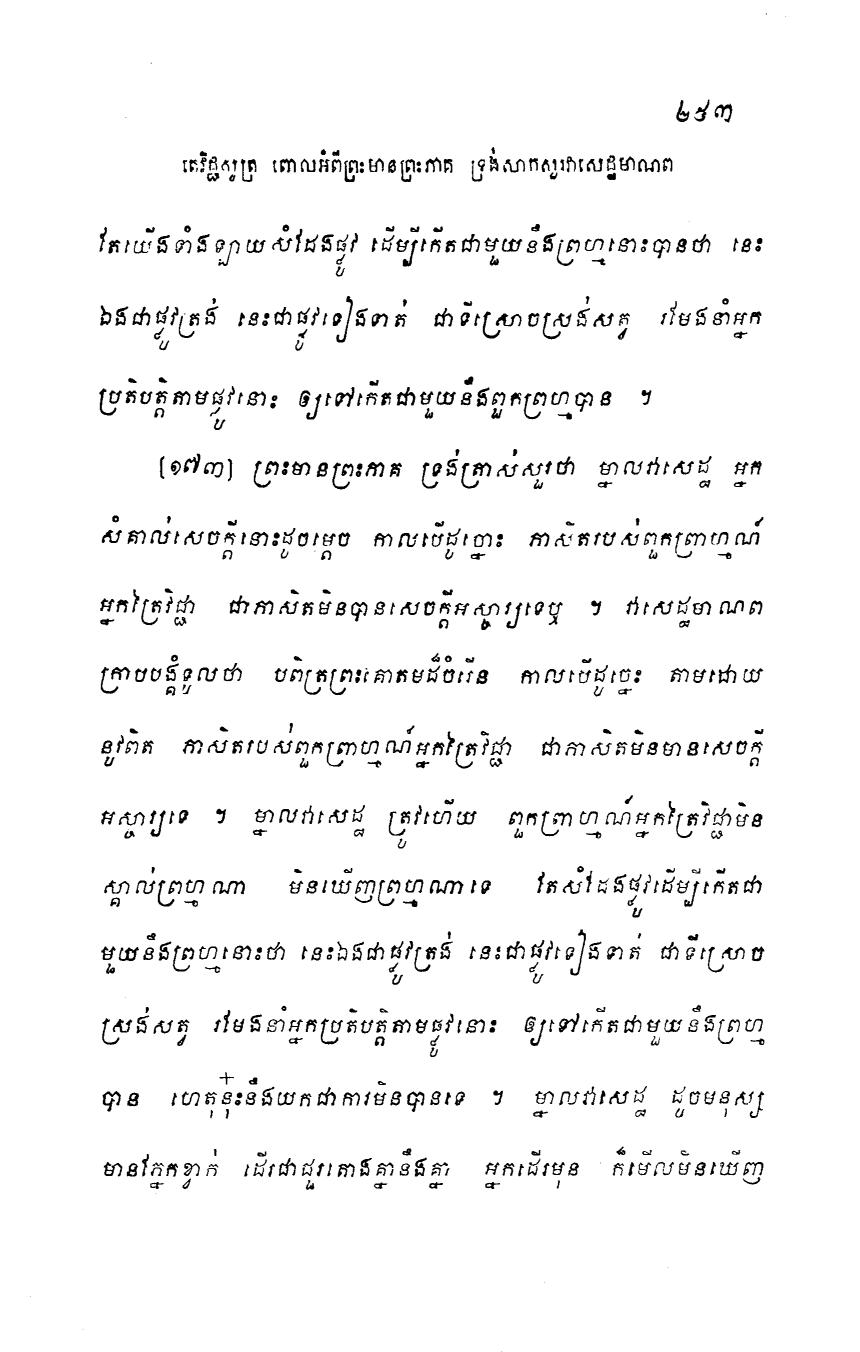 ២៩៣
តេវិជ្ជសូត្រ ពោលអំពីព្រះមានព្រះភាគ ទ្រង់សាកសួរវាសេដ្ឋមាណព
តែយើងទាំងឡាយសំដែងផ្លូវ ដើម្បីកើតជាមួយនឹងព្រហ្មនោះបានថា នេះ
ឯងជាផ្លូវត្រង់ នេះជាផ្លូវទៀងទាត់ ជាទីស្រោចស្រង់សត្វ រមែងនាំអ្នក
ប្រតិបត្តិតាមផ្លូវនោះ ឲ្យទៅកើតជាមួយនឹងពួកព្រហ្មបាន ។
[១៧៣] ព្រះមានព្រះភាគ ទ្រង់ត្រាស់សួរថា ម្នាលវាសេដ្ឋ អ្នក
សំគាល់សេចក្តីនោះដូចម្តេច កាលបើដូច្នោះ ភាសិតរបស់ពួកព្រាហ្មណ៍
អ្នកត្រៃវិជ្ជា ជាភាសិតមិនបានសេចក្តីអស្ចារ្យទេឬ ។ វាសេដ្ឋមាណព
ក្រាបបង្គំទូលថា បពិត្រព្រះគោតមដ៏ចំរើន កាលបើដូច្នេះ តាមដោយ
នូវពិត ភាសិតរបស់ពួកព្រាហ្មណ៍អ្នកត្រៃវិជ្ជា ជាភាសិតមិនមានសេចក្តី
អស្ចារ្យទេ ។ ម្នាលវាសេដ្ឋ ត្រូវហើយ ពួកព្រាហ្មណ៍អ្នកត្រៃវិជ្ជាមិន
ស្គាល់ព្រហ្មណា មិនឃើញព្រហ្មណាទេ តែសំដែងផ្លូវដើម្បីកើតជា
មួយនឹងព្រហ្មនោះថា នេះឯងជាផ្លូវត្រង់ នេះជាផ្លូវទៀងទាត់ ជាទីស្រោច
ស្រង់សត្វ រមែងនាំអ្នកប្រតិបត្តិតាមផ្លូវនោះ ឲ្យទៅកើតជាមួយនឹងព្រហ្ម
បាន ហេតុនុ៎ះនឹងយកជាការមិនបានទេ ។ ម្នាលវាសេដ្ឋ ដូចមនុស្ស
មានភ្នែកខ្វាក់ ដើរជាជួរតោងគ្នានឹងគ្នា អ្នកដើរមុន ក៏មើលមិនឃើញ